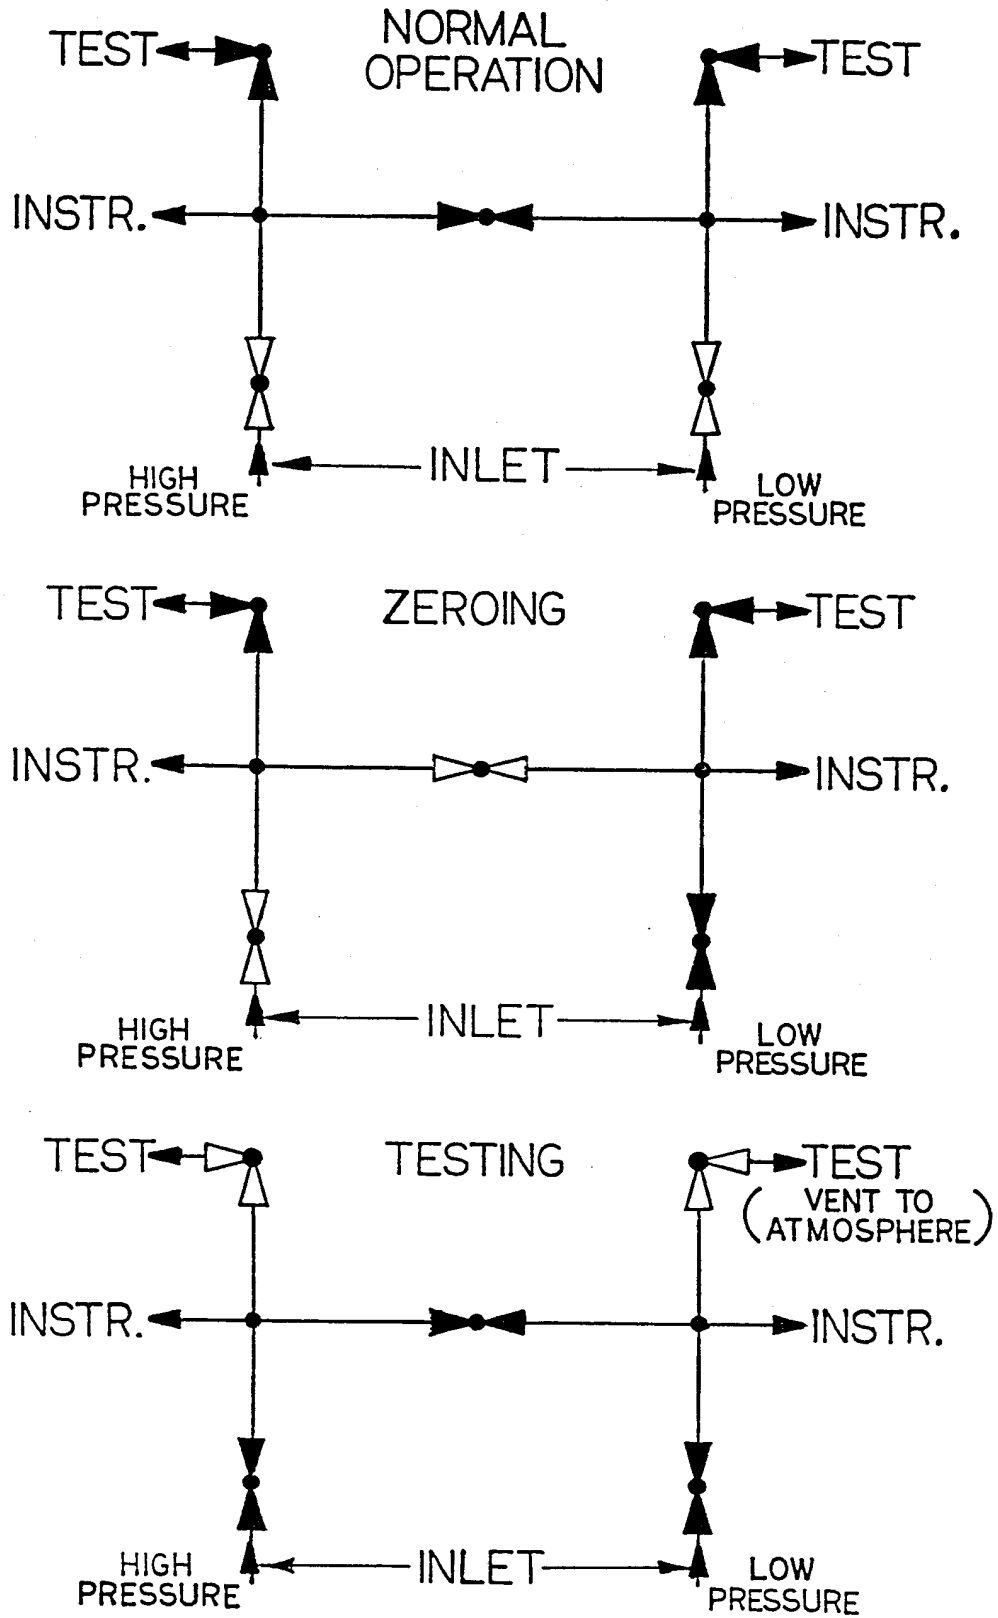 NORMAL
OPERATION
TEST
TEST
INSTR.
INSTR.
INLET
HIGH
PRESSURE
LOW
PRESSURE
TEST
ZEROING
TEST
INSTR.
INSTR.
INLET
HIGH
PRESSURE
LOW
PRESSURE
TEST
TESTING
TEST
(VENT TO
ATMOSPHERE)
INSTR.
INSTR.
INLET
HIGH
PRESSURE
LOW
PRESSURE